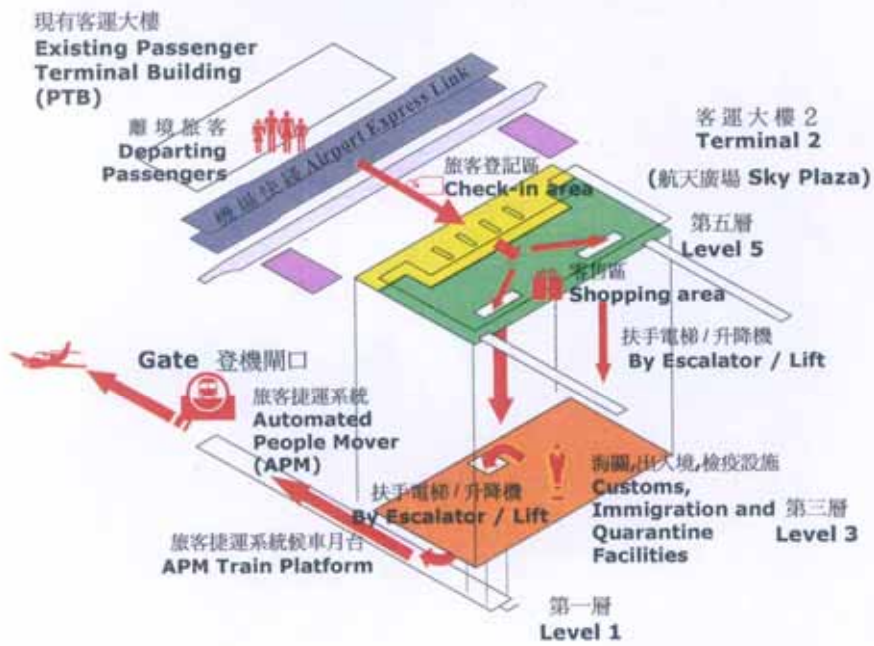 現有客運大樓
Existing Passenger
Terminal Building
(PTB)
離境旅客
Departing
Passengers
機場快綫 Airport Express Link
旅客登記區
Check-in area
客運大樓 2
Terminal 2
(航天廣場 Sky Plaza)
第五層
Level 5
客售區
Shopping area
扶手電梯 / 升降機
By Escalator / Lift
Gate 登機閘口
旅客捷運系統
Automated
People Mover
(APM)
扶手電梯 / 升降機
By Escalator / Lift
海關,出入境,檢疫設施
Customs,
Immigration and
Quarantine
Facilities
第三層
Level 3
旅客捷運系統候車月台
APM Train Platform
第一層
Level 1